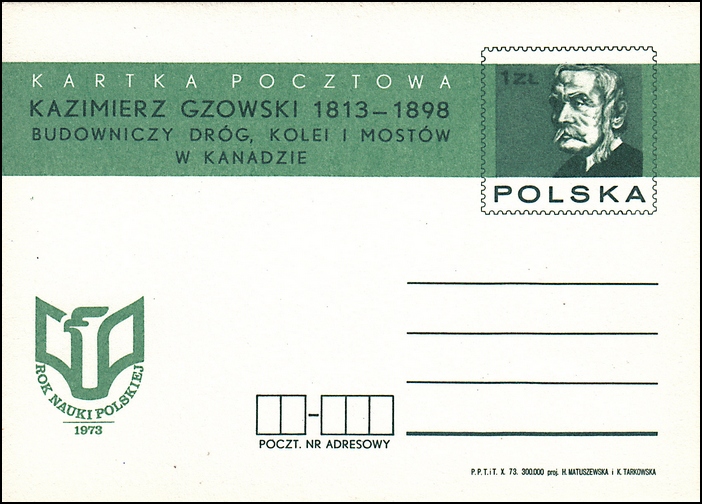 KARTKA POCZTOWA
KAZIMIERZ GZOWSKI 1813–1898
BUDOWNICZY DRÓG, KOLEI I MOSTÓW
W KANADZIE
1 ZŁ
POLSKA
ROK NAUKI POLSKIEJ
1973
POCZT. NR ADRESOWY
P.P.T.iT. X 73. 300.000 proj. H. MATUSZEWSKA i K. TARKOWSKA